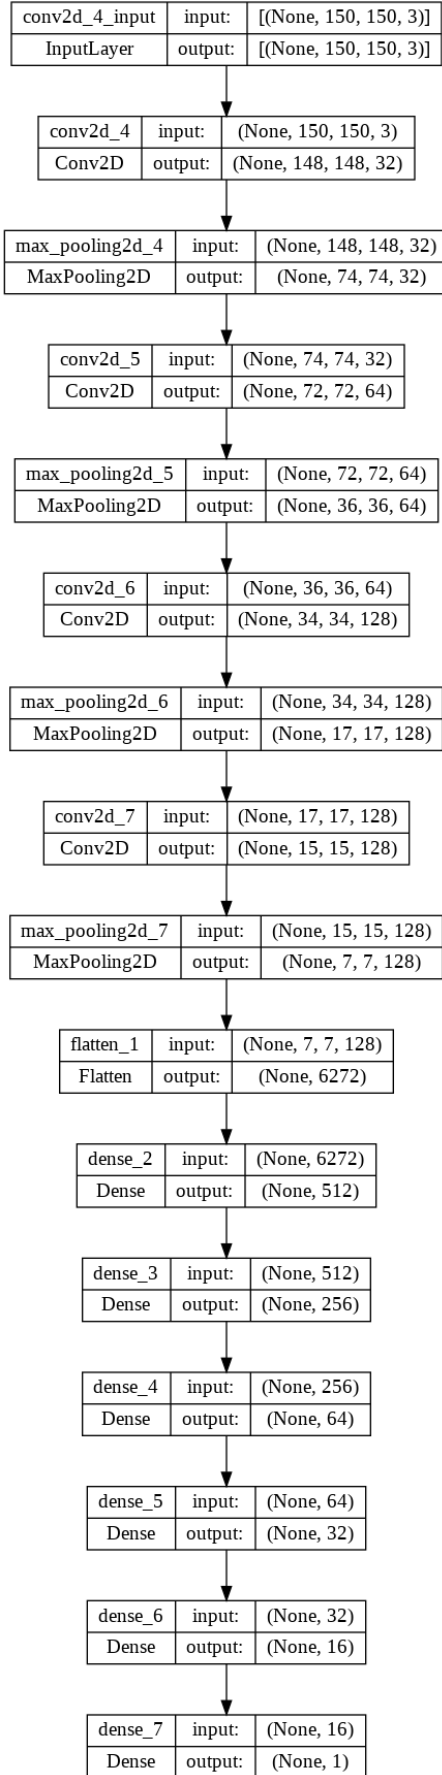 conv2d_4_input input: [(None, 150, 150, 3)]
InputLayer output: [(None, 150, 150, 3)]
conv2d_4 input: (None, 150, 150, 3)
Conv2D output: (None, 148, 148, 32)
max_pooling2d_4 input: (None, 148, 148, 32)
MaxPooling2D output: (None, 74, 74, 32)
conv2d_5 input: (None, 74, 74, 32)
Conv2D output: (None, 72, 72, 64)
max_pooling2d_5 input: (None, 72, 72, 64)
MaxPooling2D output: (None, 36, 36, 64)
conv2d_6 input: (None, 36, 36, 64)
Conv2D output: (None, 34, 34, 128)
max_pooling2d_6 input: (None, 34, 34, 128)
MaxPooling2D output: (None, 17, 17, 128)
conv2d_7 input: (None, 17, 17, 128)
Conv2D output: (None, 15, 15, 128)
max_pooling2d_7 input: (None, 15, 15, 128)
MaxPooling2D output: (None, 7, 7, 128)
flatten_1 input: (None, 7, 7, 128)
Flatten output: (None, 6272)
dense_2 input: (None, 6272)
Dense output: (None, 512)
dense_3 input: (None, 512)
Dense output: (None, 256)
dense_4 input: (None, 256)
Dense output: (None, 64)
dense_5 input: (None, 64)
Dense output: (None, 32)
dense_6 input: (None, 32)
Dense output: (None, 16)
dense_7 input: (None, 16)
Dense output: (None, 1)